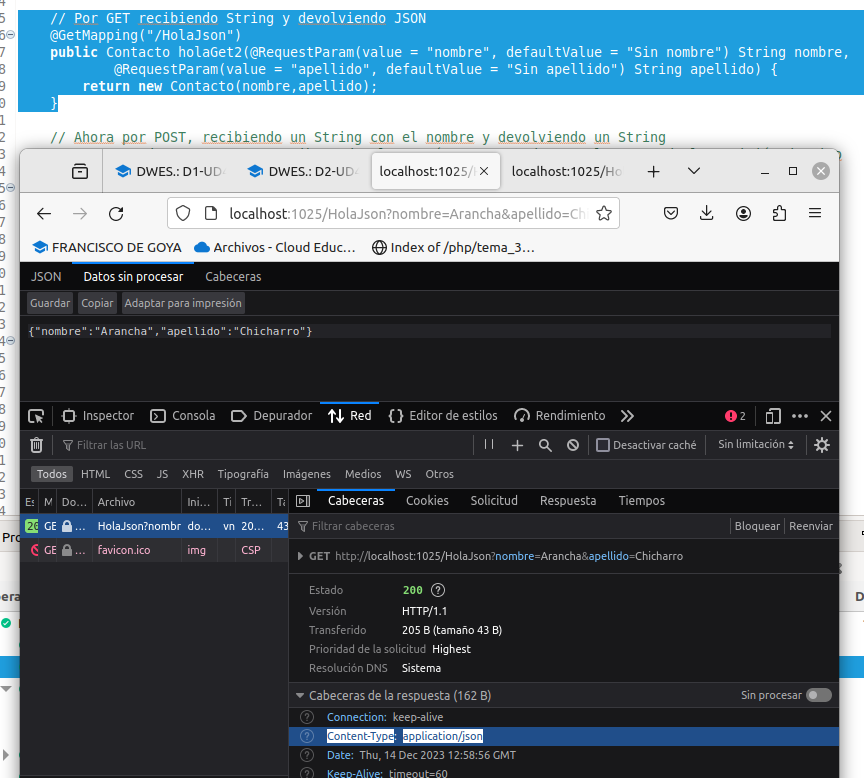 // Por GET recibiendo String y devolviendo JSON
@GetMapping("/HolaJson")
public Contacto holaGet2(@RequestParam(value = "nombre", defaultValue = "Sin nombre") String nombre,
@RequestParam(value = "apellido", defaultValue = "Sin apellido") String apellido) {
return new Contacto(nombre,apellido);
}
// Ahora por POST, recibiendo un String con el nombre y devolviendo un String
DWES.: D1-UD DWES.: D2-UD localhost:1025/ localhost:1025/Ho
localhost:1025/HolaJson?nombre=Arancha&apellido=Ch
FRANCISCO DE GOYA Archivos - Cloud Educ... Index of /php/tema_3...
JSON Datos sin procesar Cabeceras
Guardar Copiar Adaptar para impresión
{"nombre":"Arancha","apellido":"Chicharro"}
Inspector Consola Depurador Red Editor de estilos Rendimiento 2
Filtrar las URL Desactivar caché Sin limitación
Todos HTML CSS JS XHR Tipografía Imágenes Medios WS Otros
Es M Do... Archivo Ini... Ti Tr... Ta Cabeceras Cookies Solicitud Respuesta Tiempos
20 GE ... HolaJson?nombr do... vn 20... 43 Filtrar cabeceras Bloquear Reenviar
GE ... favicon.ico img CSP
GET http://localhost:1025/HolaJson?nombre=Arancha&apellido=Chicharro
Estado 200
Versión HTTP/1.1
Transferido 205 B (tamaño 43 B)
Prioridad de la solicitud Highest
Resolución DNS Sistema
Cabeceras de la respuesta (162 B) Sin procesar
Connection: keep-alive
Content-Type: application/json
Date: Thu, 14 Dec 2023 12:58:56 GMT
Keep-Alive: timeout=60